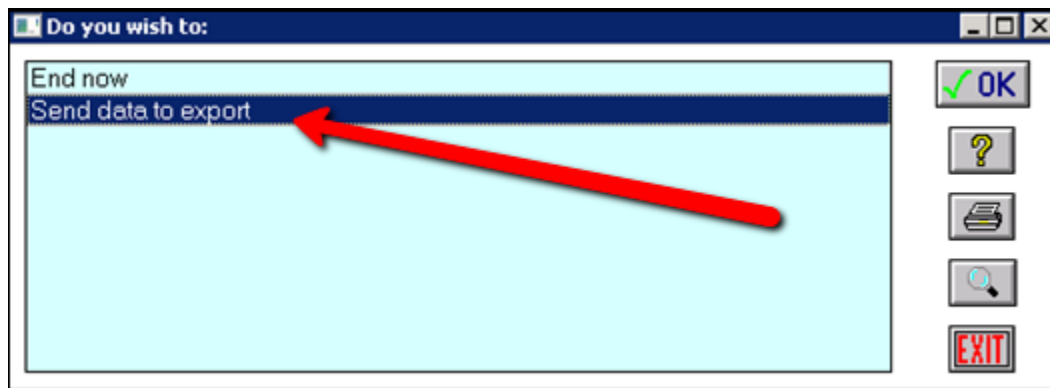 Do you wish to:
End now
Send data to export
OK
?
EXIT